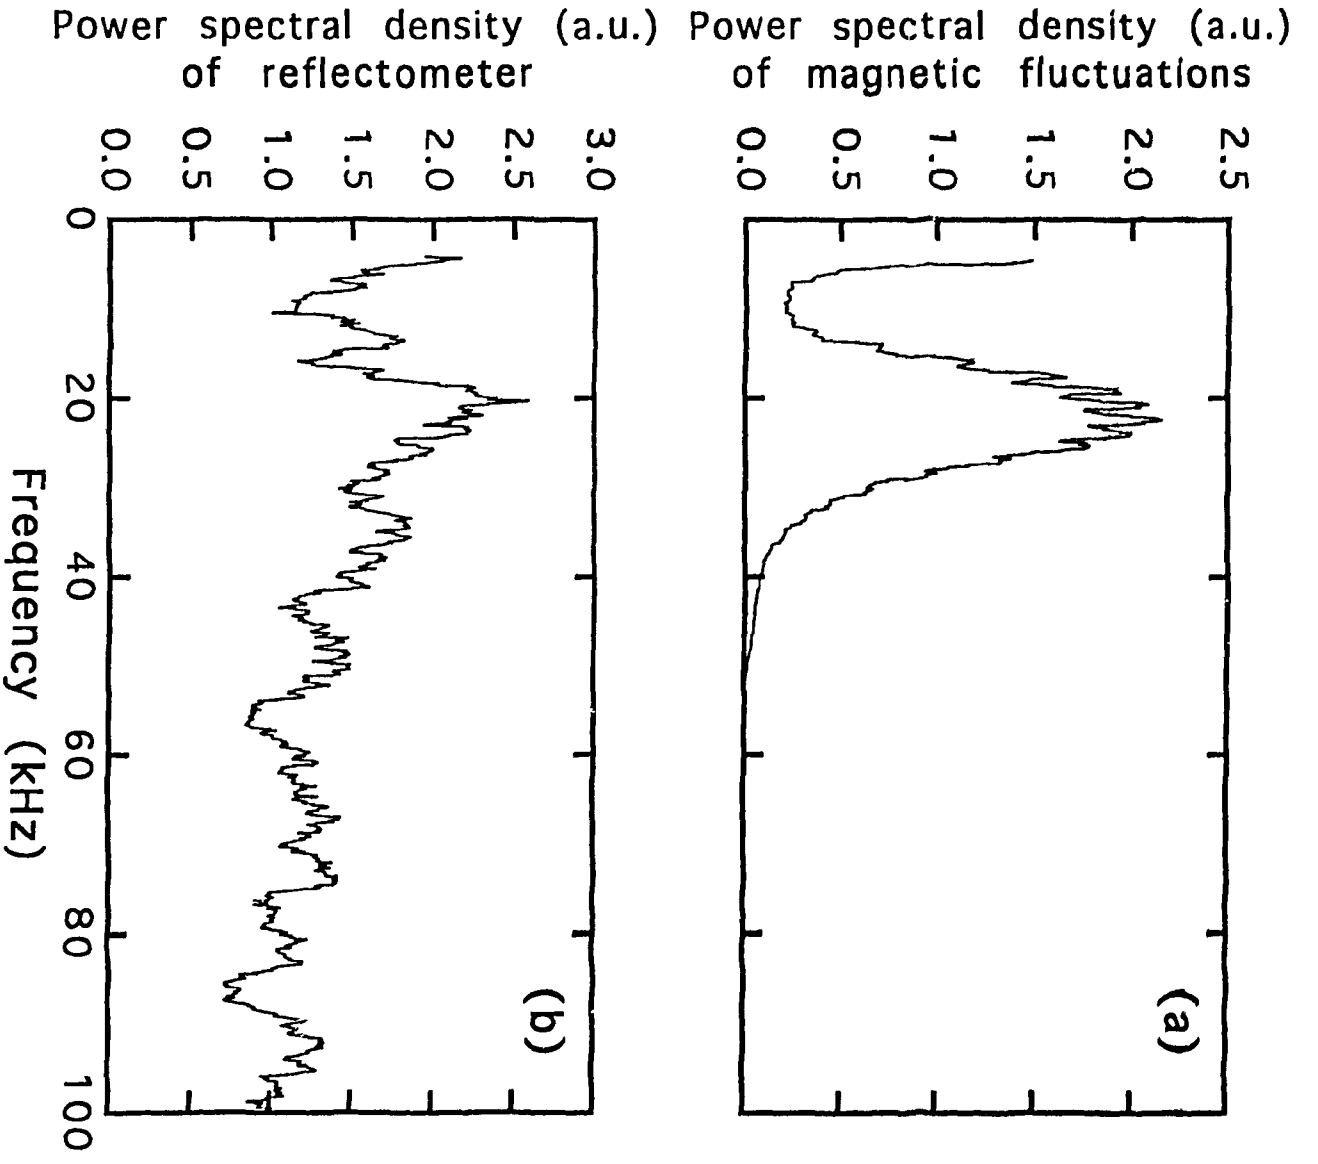 Power spectral density (a.u.)
of reflectometer
Power spectral density (a.u.)
of magnetic fluctuations
0.0 0.5 1.0 1.5 2.0 2.5 3.0
0.0 0.5 1.0 1.5 2.0 2.5
(a)
(b)
0 20 40 60 80 100
Frequency (kHz)